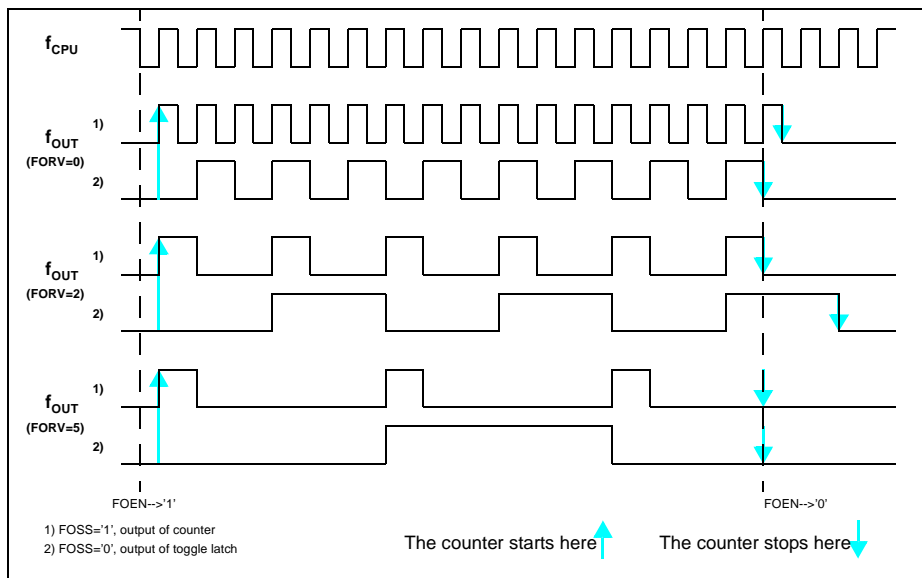 fCPU
1)
fOUT
(FORV=0)
2)
1)
fOUT
(FORV=2)
2)
1)
fOUT
(FORV=5)
2)
FOEN-->'1'
FOEN-->'0'
1) FOSS='1', output of counter
2) FOSS='0', output of toggle latch
The counter starts here
The counter stops here